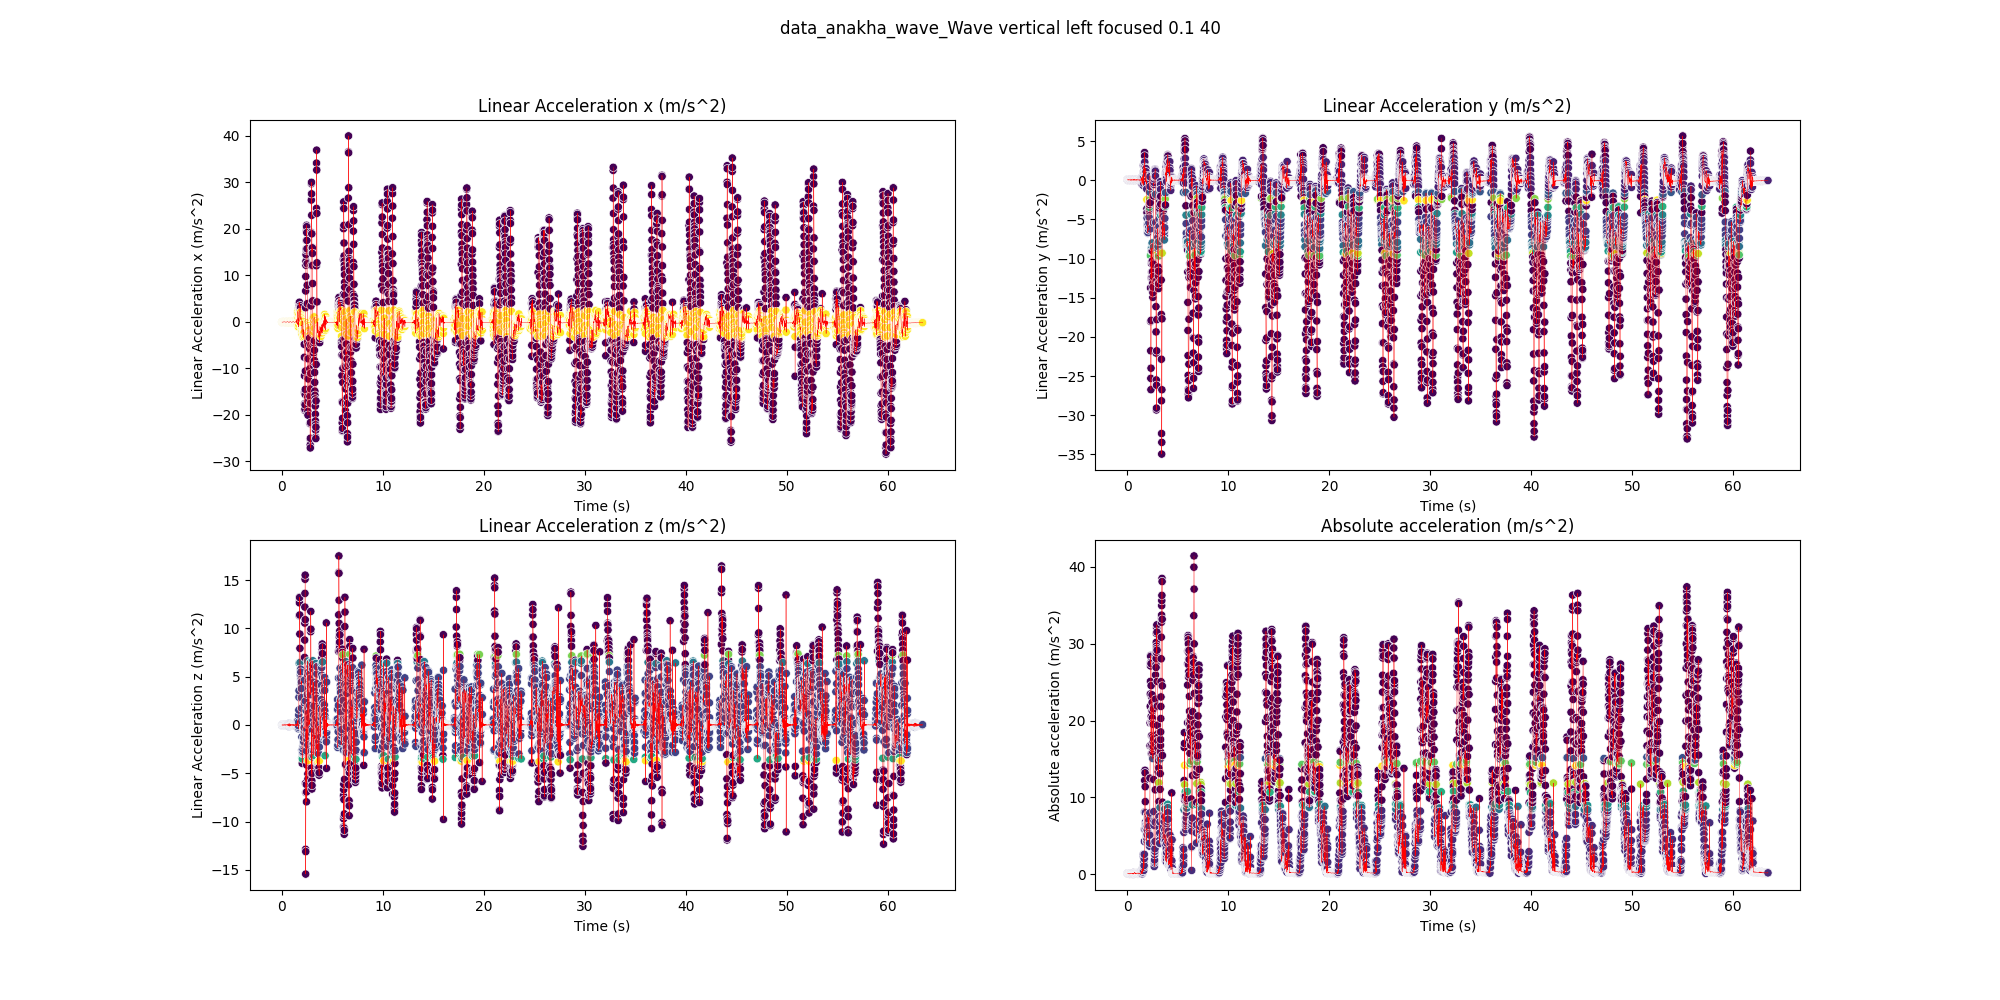 data_anakha_wave_Wave vertical left focused 0.1 40
Linear Acceleration x (m/s^2)
Linear Acceleration x (m/s^2)
40
30
20
10
0
−10
−20
−30
0 10 20 30 40 50 60
Time (s)
Linear Acceleration y (m/s^2)
Linear Acceleration y (m/s^2)
5
0
−5
−10
−15
−20
−25
−30
−35
0 10 20 30 40 50 60
Time (s)
Linear Acceleration z (m/s^2)
Linear Acceleration z (m/s^2)
15
10
5
0
−5
−10
−15
0 10 20 30 40 50 60
Time (s)
Absolute acceleration (m/s^2)
Absolute acceleration (m/s^2)
40
30
20
10
0
0 10 20 30 40 50 60
Time (s)